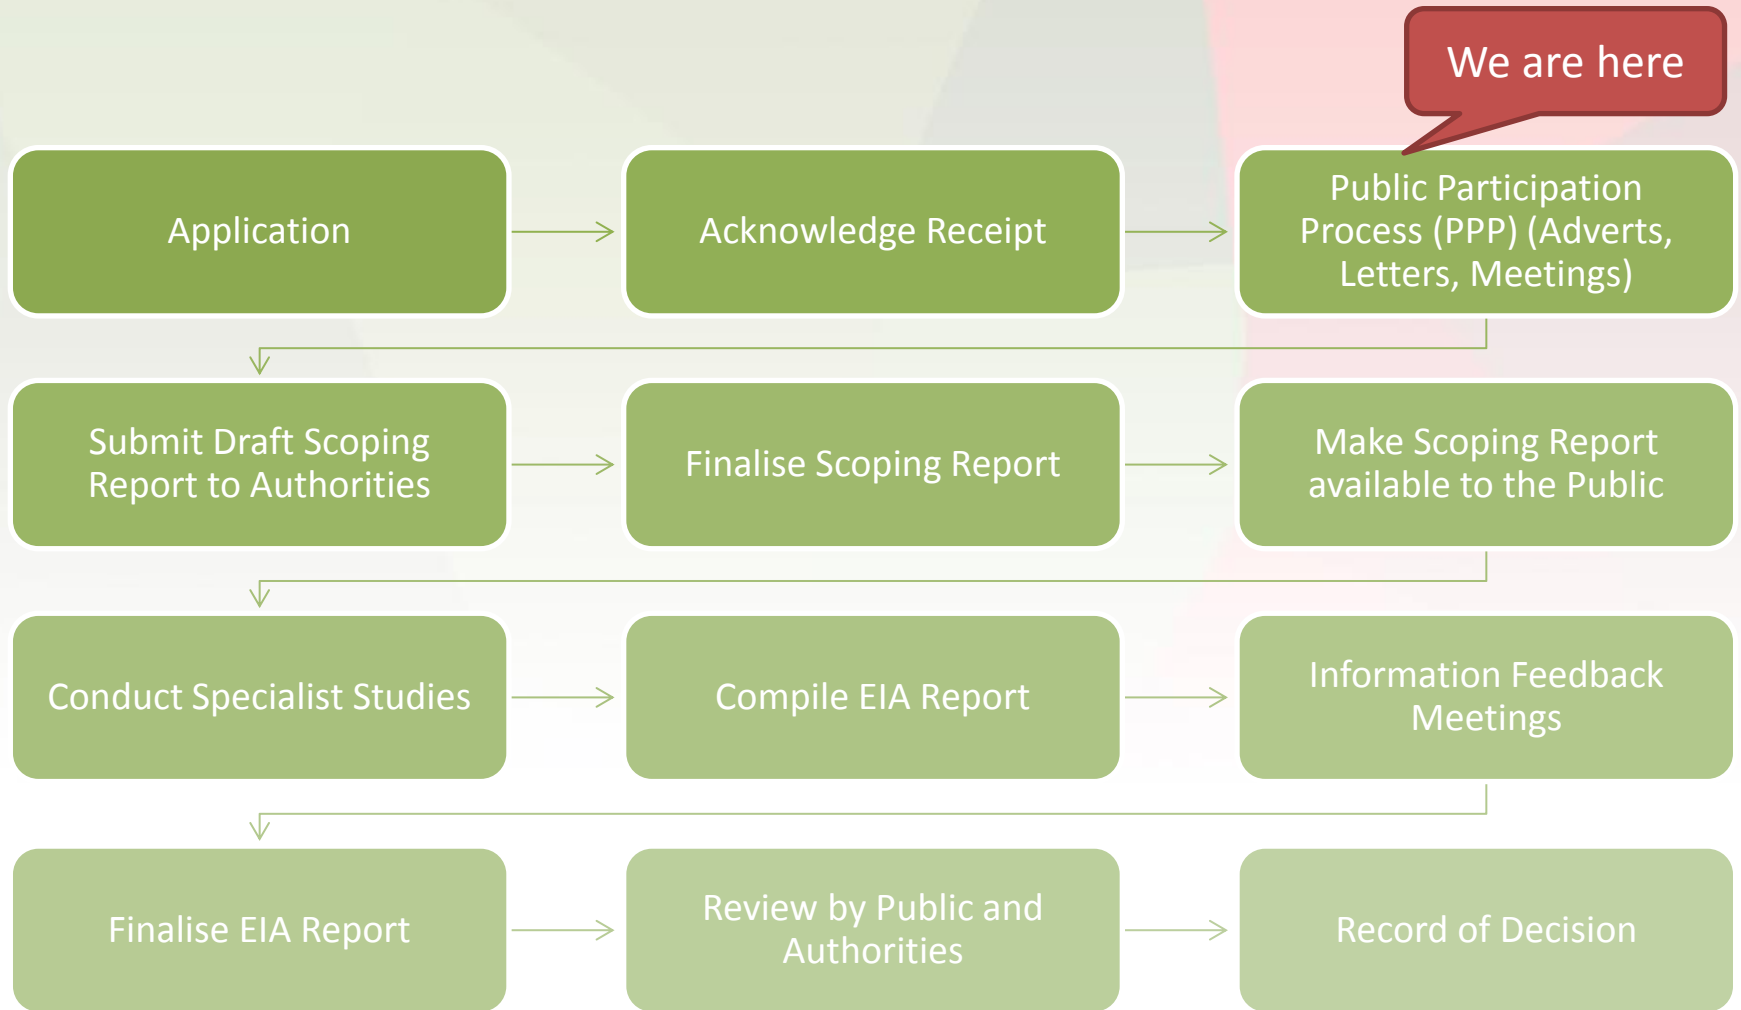 We are here
Application
Acknowledge Receipt
Public Participation
Process (PPP) (Adverts,
Letters, Meetings)
Submit Draft Scoping
Report to Authorities
Finalise Scoping Report
Make Scoping Report
available to the Public
Conduct Specialist Studies
Compile EIA Report
Information Feedback
Meetings
Finalise EIA Report
Review by Public and
Authorities
Record of Decision